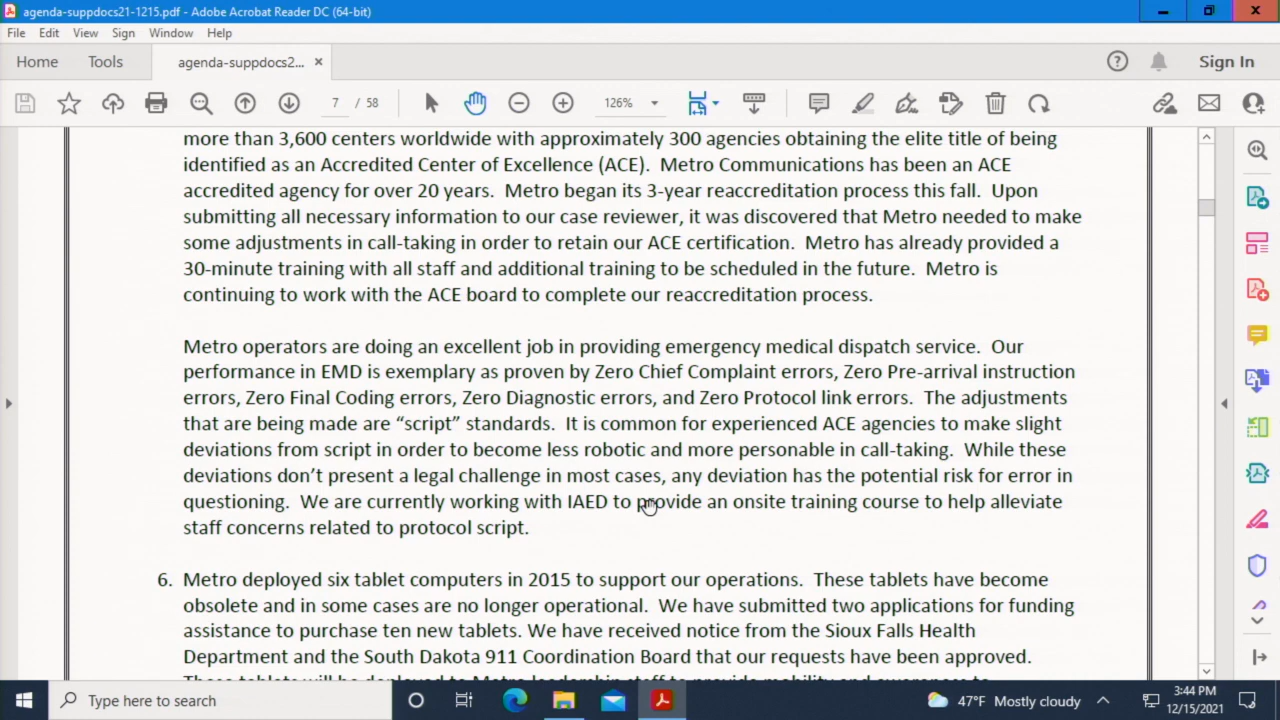 agenda-suppdocs21-1215.pdf - Adobe Acrobat Reader DC (64-bit)
File Edit View Sign Window Help
Home Tools agenda-suppdocs2... × Sign In
7 / 58 126%
more than 3,600 centers worldwide with approximately 300 agencies obtaining the elite title of being
identified as an Accredited Center of Excellence (ACE). Metro Communications has been an ACE
accredited agency for over 20 years. Metro began its 3-year reaccreditation process this fall. Upon
submitting all necessary information to our case reviewer, it was discovered that Metro needed to make
some adjustments in call-taking in order to retain our ACE certification. Metro has already provided a
30-minute training with all staff and additional training to be scheduled in the future. Metro is
continuing to work with the ACE board to complete our reaccreditation process.
Metro operators are doing an excellent job in providing emergency medical dispatch service. Our
performance in EMD is exemplary as proven by Zero Chief Complaint errors, Zero Pre-arrival instruction
errors, Zero Final Coding errors, Zero Diagnostic errors, and Zero Protocol link errors. The adjustments
that are being made are “script” standards. It is common for experienced ACE agencies to make slight
deviations from script in order to become less robotic and more personable in call-taking. While these
deviations don’t present a legal challenge in most cases, any deviation has the potential risk for error in
questioning. We are currently working with IAED to provide an onsite training course to help alleviate
staff concerns related to protocol script.
6. Metro deployed six tablet computers in 2015 to support our operations. These tablets have become
obsolete and in some cases are no longer operational. We have submitted two applications for funding
assistance to purchase ten new tablets. We have received notice from the Sioux Falls Health
Department and the South Dakota 911 Coordination Board that our requests have been approved.
These tablets will be deployed to Metro leadership staff to provide mobility and awareness to
Type here to search
47°F Mostly cloudy
3:44 PM
12/15/2021